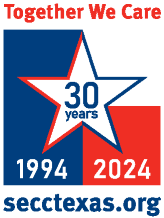 Together We Care
30
years
1994 2024
secctexas.org